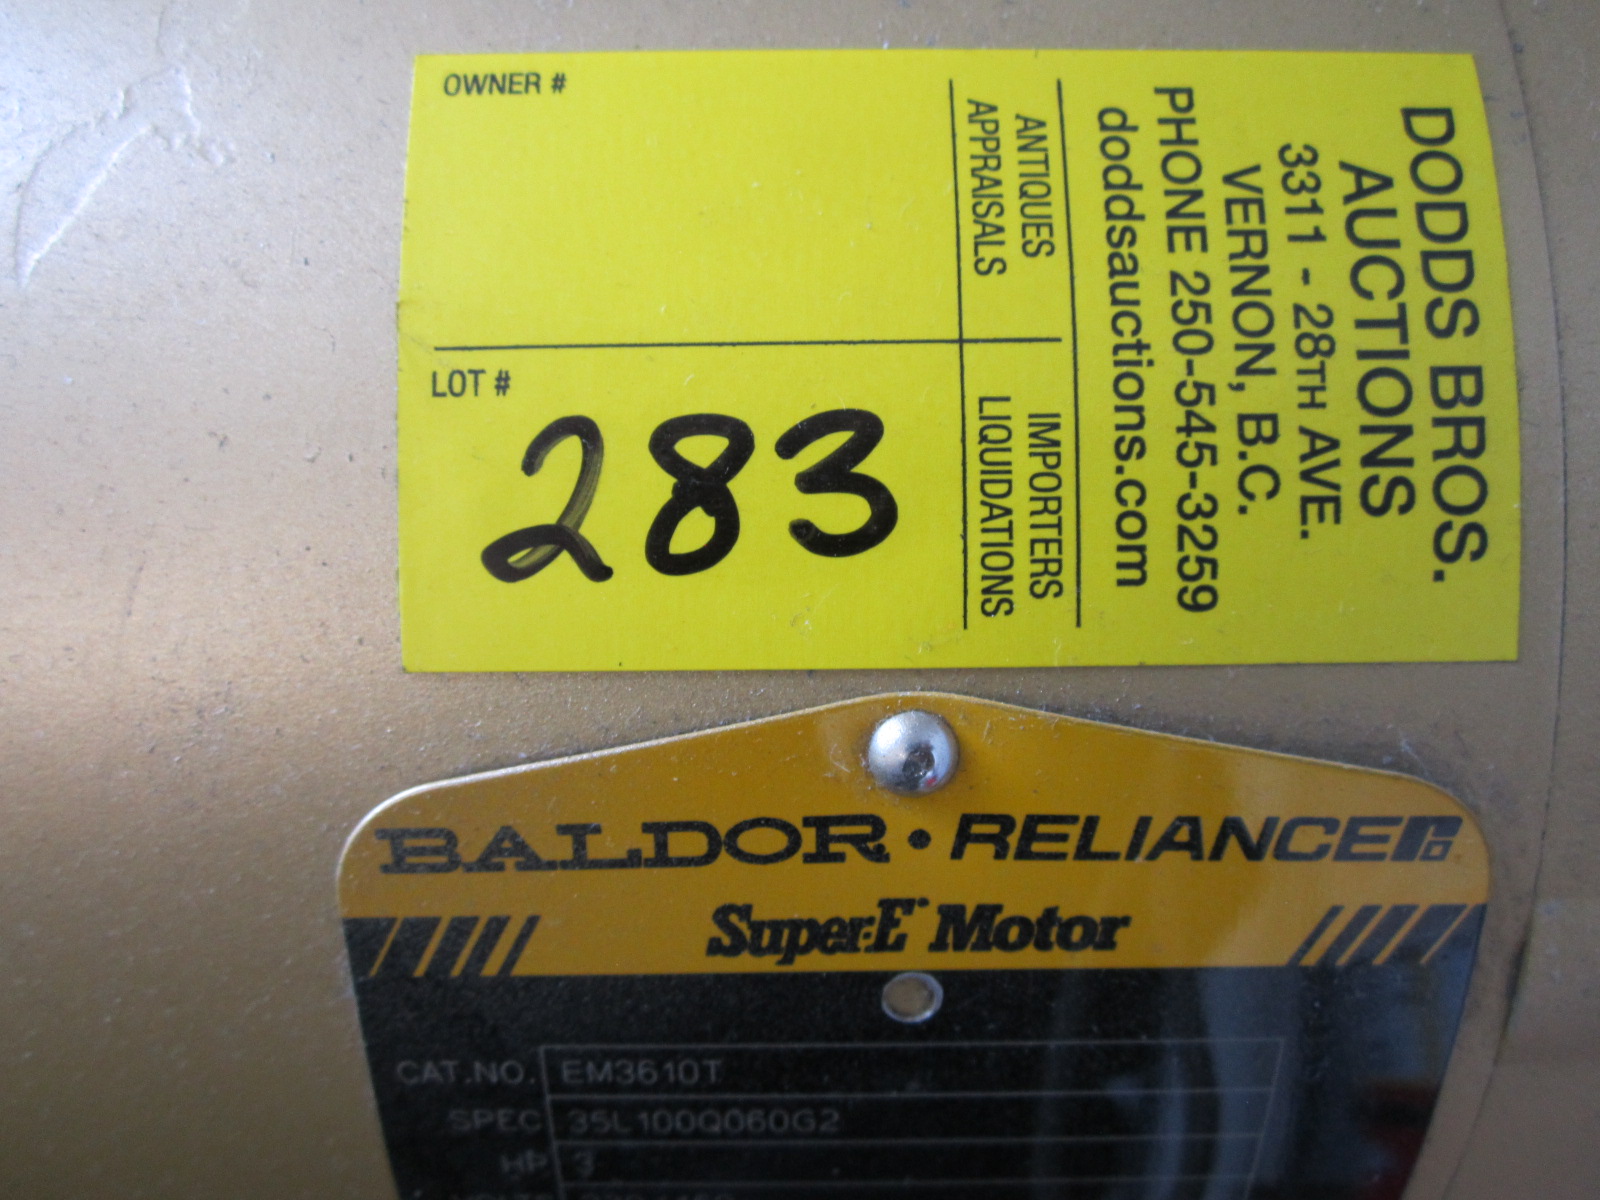 OWNER #
LOT #
283
DODDS BROS.
AUCTIONS
3311 - 28TH AVE.
VERNON, B.C.
PHONE 250-545-3259
doddsauctions.com
ANTIQUES IMPORTERS
APPRAISALS LIQUIDATIONS
BALDOR • RELIANCE
Super-E Motor
CAT.NO. EM3610T
SPEC 35L100Q060G2
HP 3